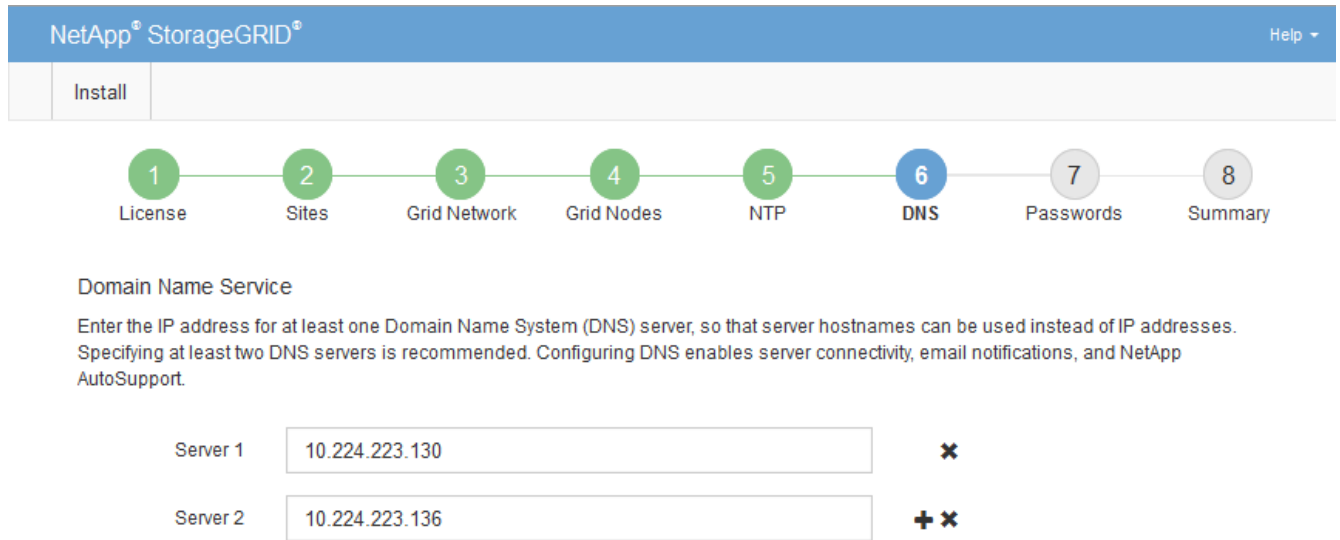 NetApp® StorageGRID®
Help
Install
1 2 3 4 5 6 7 8
License Sites Grid Network Grid Nodes NTP DNS Passwords Summary
Domain Name Service
Enter the IP address for at least one Domain Name System (DNS) server, so that server hostnames can be used instead of IP addresses.
Specifying at least two DNS servers is recommended. Configuring DNS enables server connectivity, email notifications, and NetApp
AutoSupport.
Server 1 10.224.223.130
Server 2 10.224.223.136